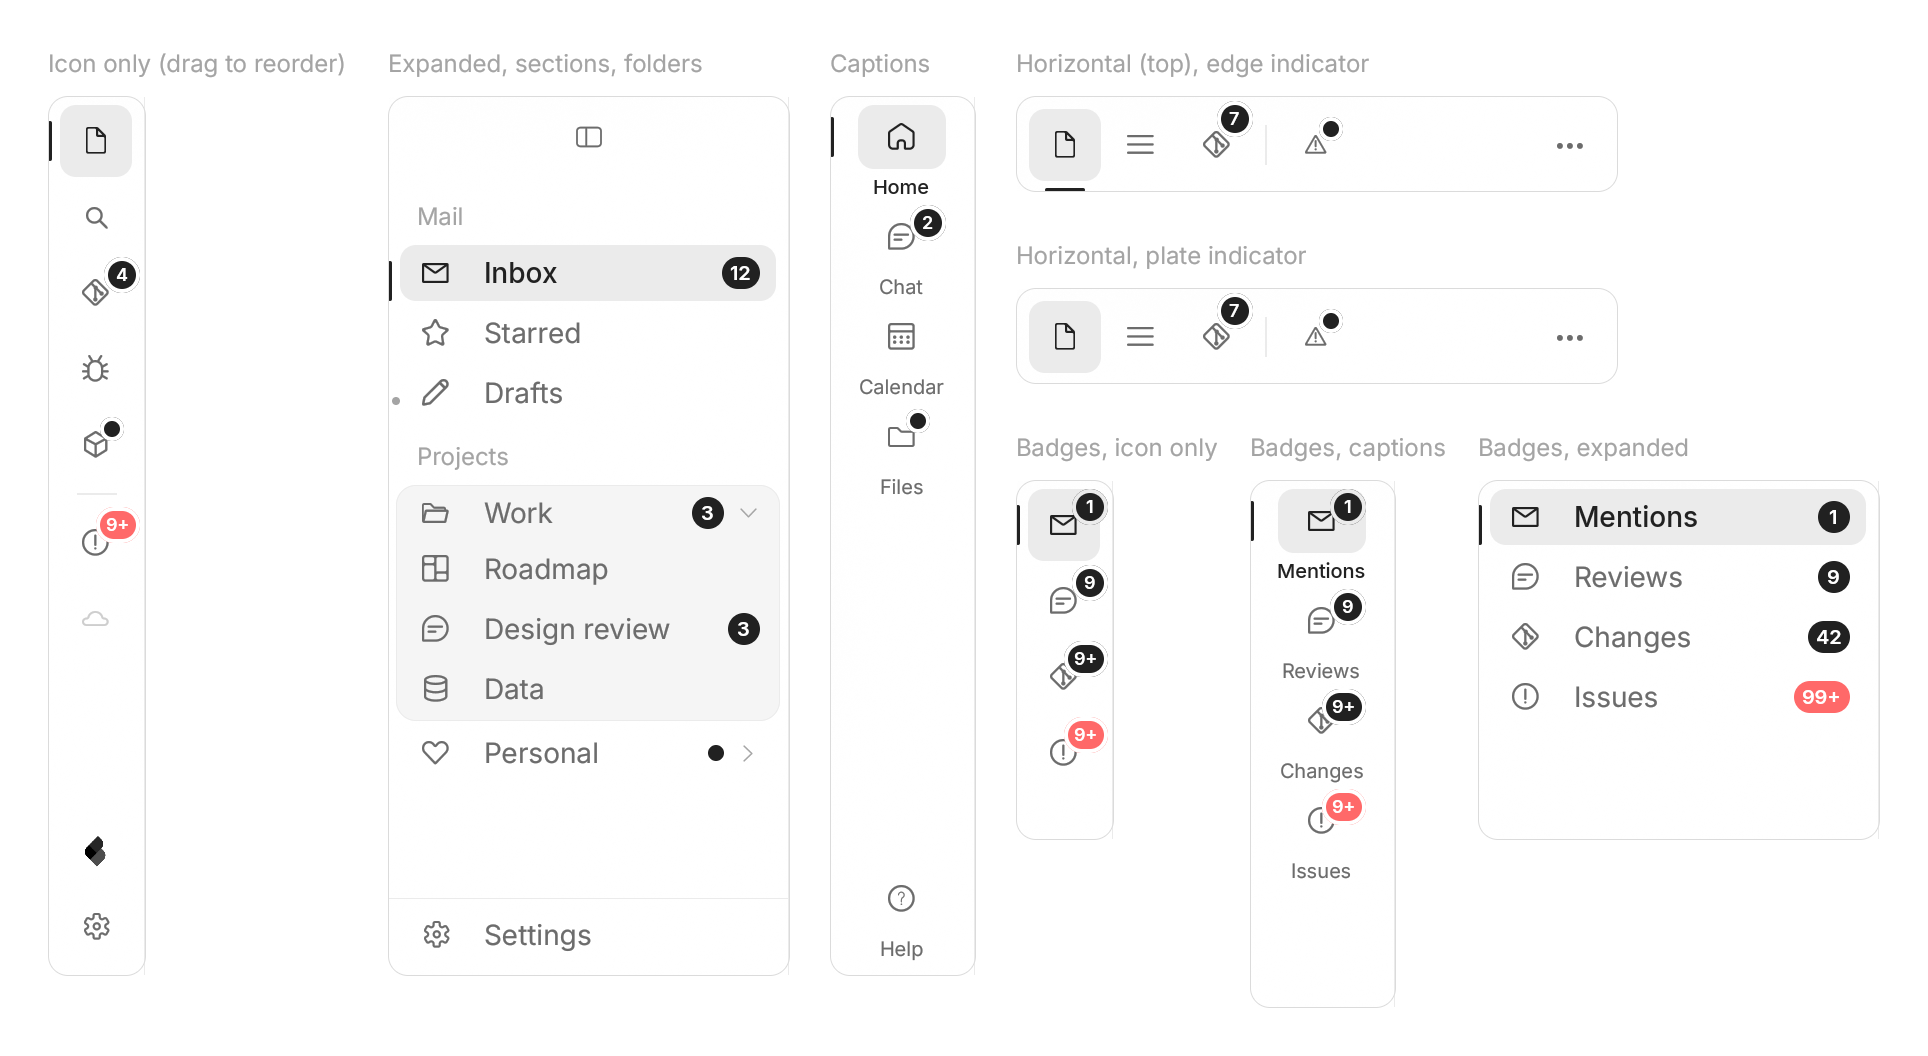 Icon only (drag to reorder)
4
9+
Expanded, sections, folders
Mail
Inbox 12
Starred
Drafts
Projects
Work 3
Roadmap
Design review 3
Data
Personal
Settings
Captions
Home
2
Chat
Calendar
Files
?
Help
Horizontal (top), edge indicator
7
Horizontal, plate indicator
7
Badges, icon only
1
9
9+
9+
Badges, captions
1
Mentions
9
Reviews
9+
Changes
9+
Issues
Badges, expanded
Mentions 1
Reviews 9
Changes 42
Issues 99+